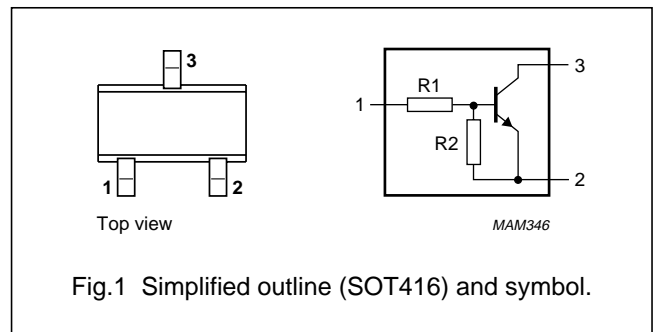 3
1
2
Top view
1
R1
R2
3
2
MAM346
Fig.1 Simplified outline (SOT416) and symbol.